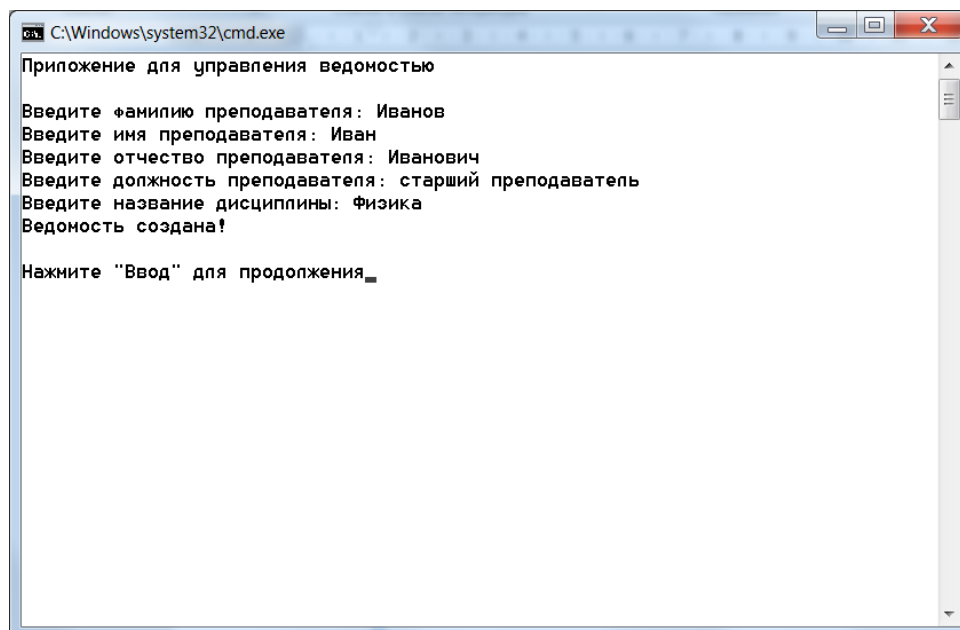 C:\Windows\system32\cmd.exe
Приложение для управления ведомостью
Введите фамилию преподавателя: Иванов
Введите имя преподавателя: Иван
Введите отчество преподавателя: Иванович
Введите должность преподавателя: старший преподаватель
Введите название дисциплины: Физика
Ведомость создана!
Нажмите "Ввод" для продолжения